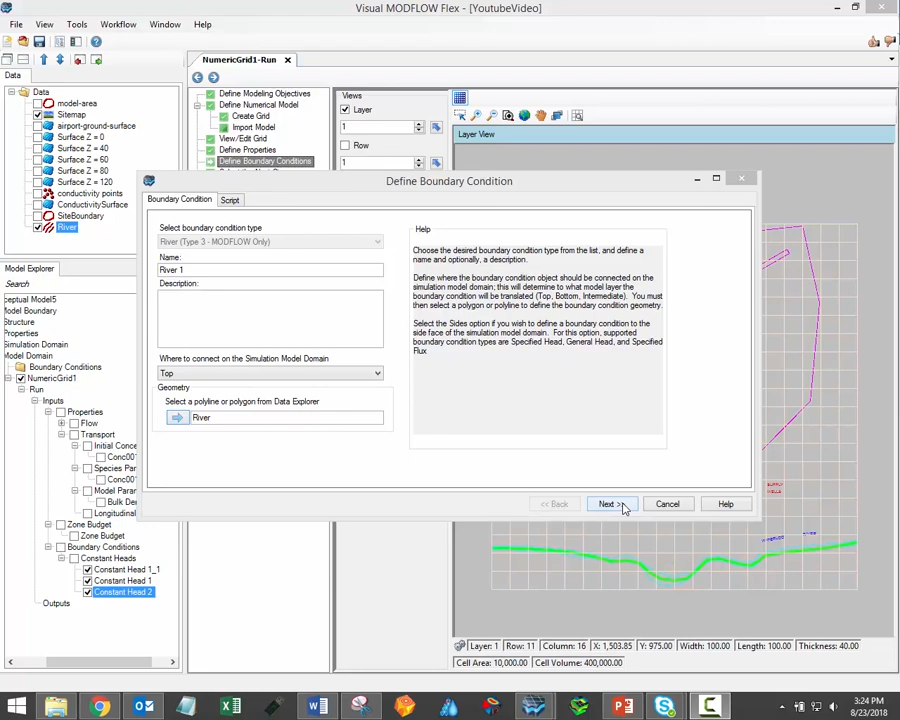 Visual MODFLOW Flex - [YoutubeVideo]
File View Tools Workflow Window Help
Data
Data
model-area
Sitemap
airport-ground-surface
Surface Z = 0
Surface Z = 40
Surface Z = 60
Surface Z = 80
Surface Z = 120
conductivity points
ConductivitySurface
SiteBoundary
River
Model Explorer
Search
ceptual Model5
Model Boundary
Structure
Properties
Simulation Domain
Model Domain
Boundary Conditions
NumericGrid1
Run
Inputs
Properties
Flow
Transport
Initial Conce
Conc001
Species Par
Conc001
Model Param
Bulk Den
Longitudinal
Zone Budget
Zone Budget
Boundary Conditions
Constant Heads
Constant Head 1_1
Constant Head 1
Constant Head 2
Outputs
NumericGrid1-Run
Define Modeling Objectives
Define Numerical Model
Create Grid
Import Model
View/Edit Grid
Define Properties
Define Boundary Conditions
Views
Layer
1
Row
1
Layer View
Define Boundary Condition
Boundary Condition Script
Select boundary condition type
River (Type 3 - MODFLOW Only)
Name:
River 1
Description:
Where to connect on the Simulation Model Domain
Top
Geometry
Select a polyline or polygon from Data Explorer
River
Help
Choose the desired boundary condition type from the list, and define a
name and optionally, a description.
Define where the boundary condition object should be connected on the
simulation model domain; this will determine to what model layer the
boundary condition will be translated (Top, Bottom, Intermediate). You must
then select a polygon or polyline to define the boundary condition geometry.
Select the Sides option if you wish to define a boundary condition to the
side face of the simulation model domain. For this option, supported
boundary condition types are Specified Head, General Head, and Specified
Flux
<< Back Next >> Cancel Help
SUPPLY
WELLS
Layer: 1 Row: 11 Column: 16 X: 1,503.85 Y: 975.00 Width: 100.00 Length: 100.00 Thickness: 40.00
Cell Area: 10,000.00 Cell Volume: 400,000.00
3:24 PM
8/23/2018